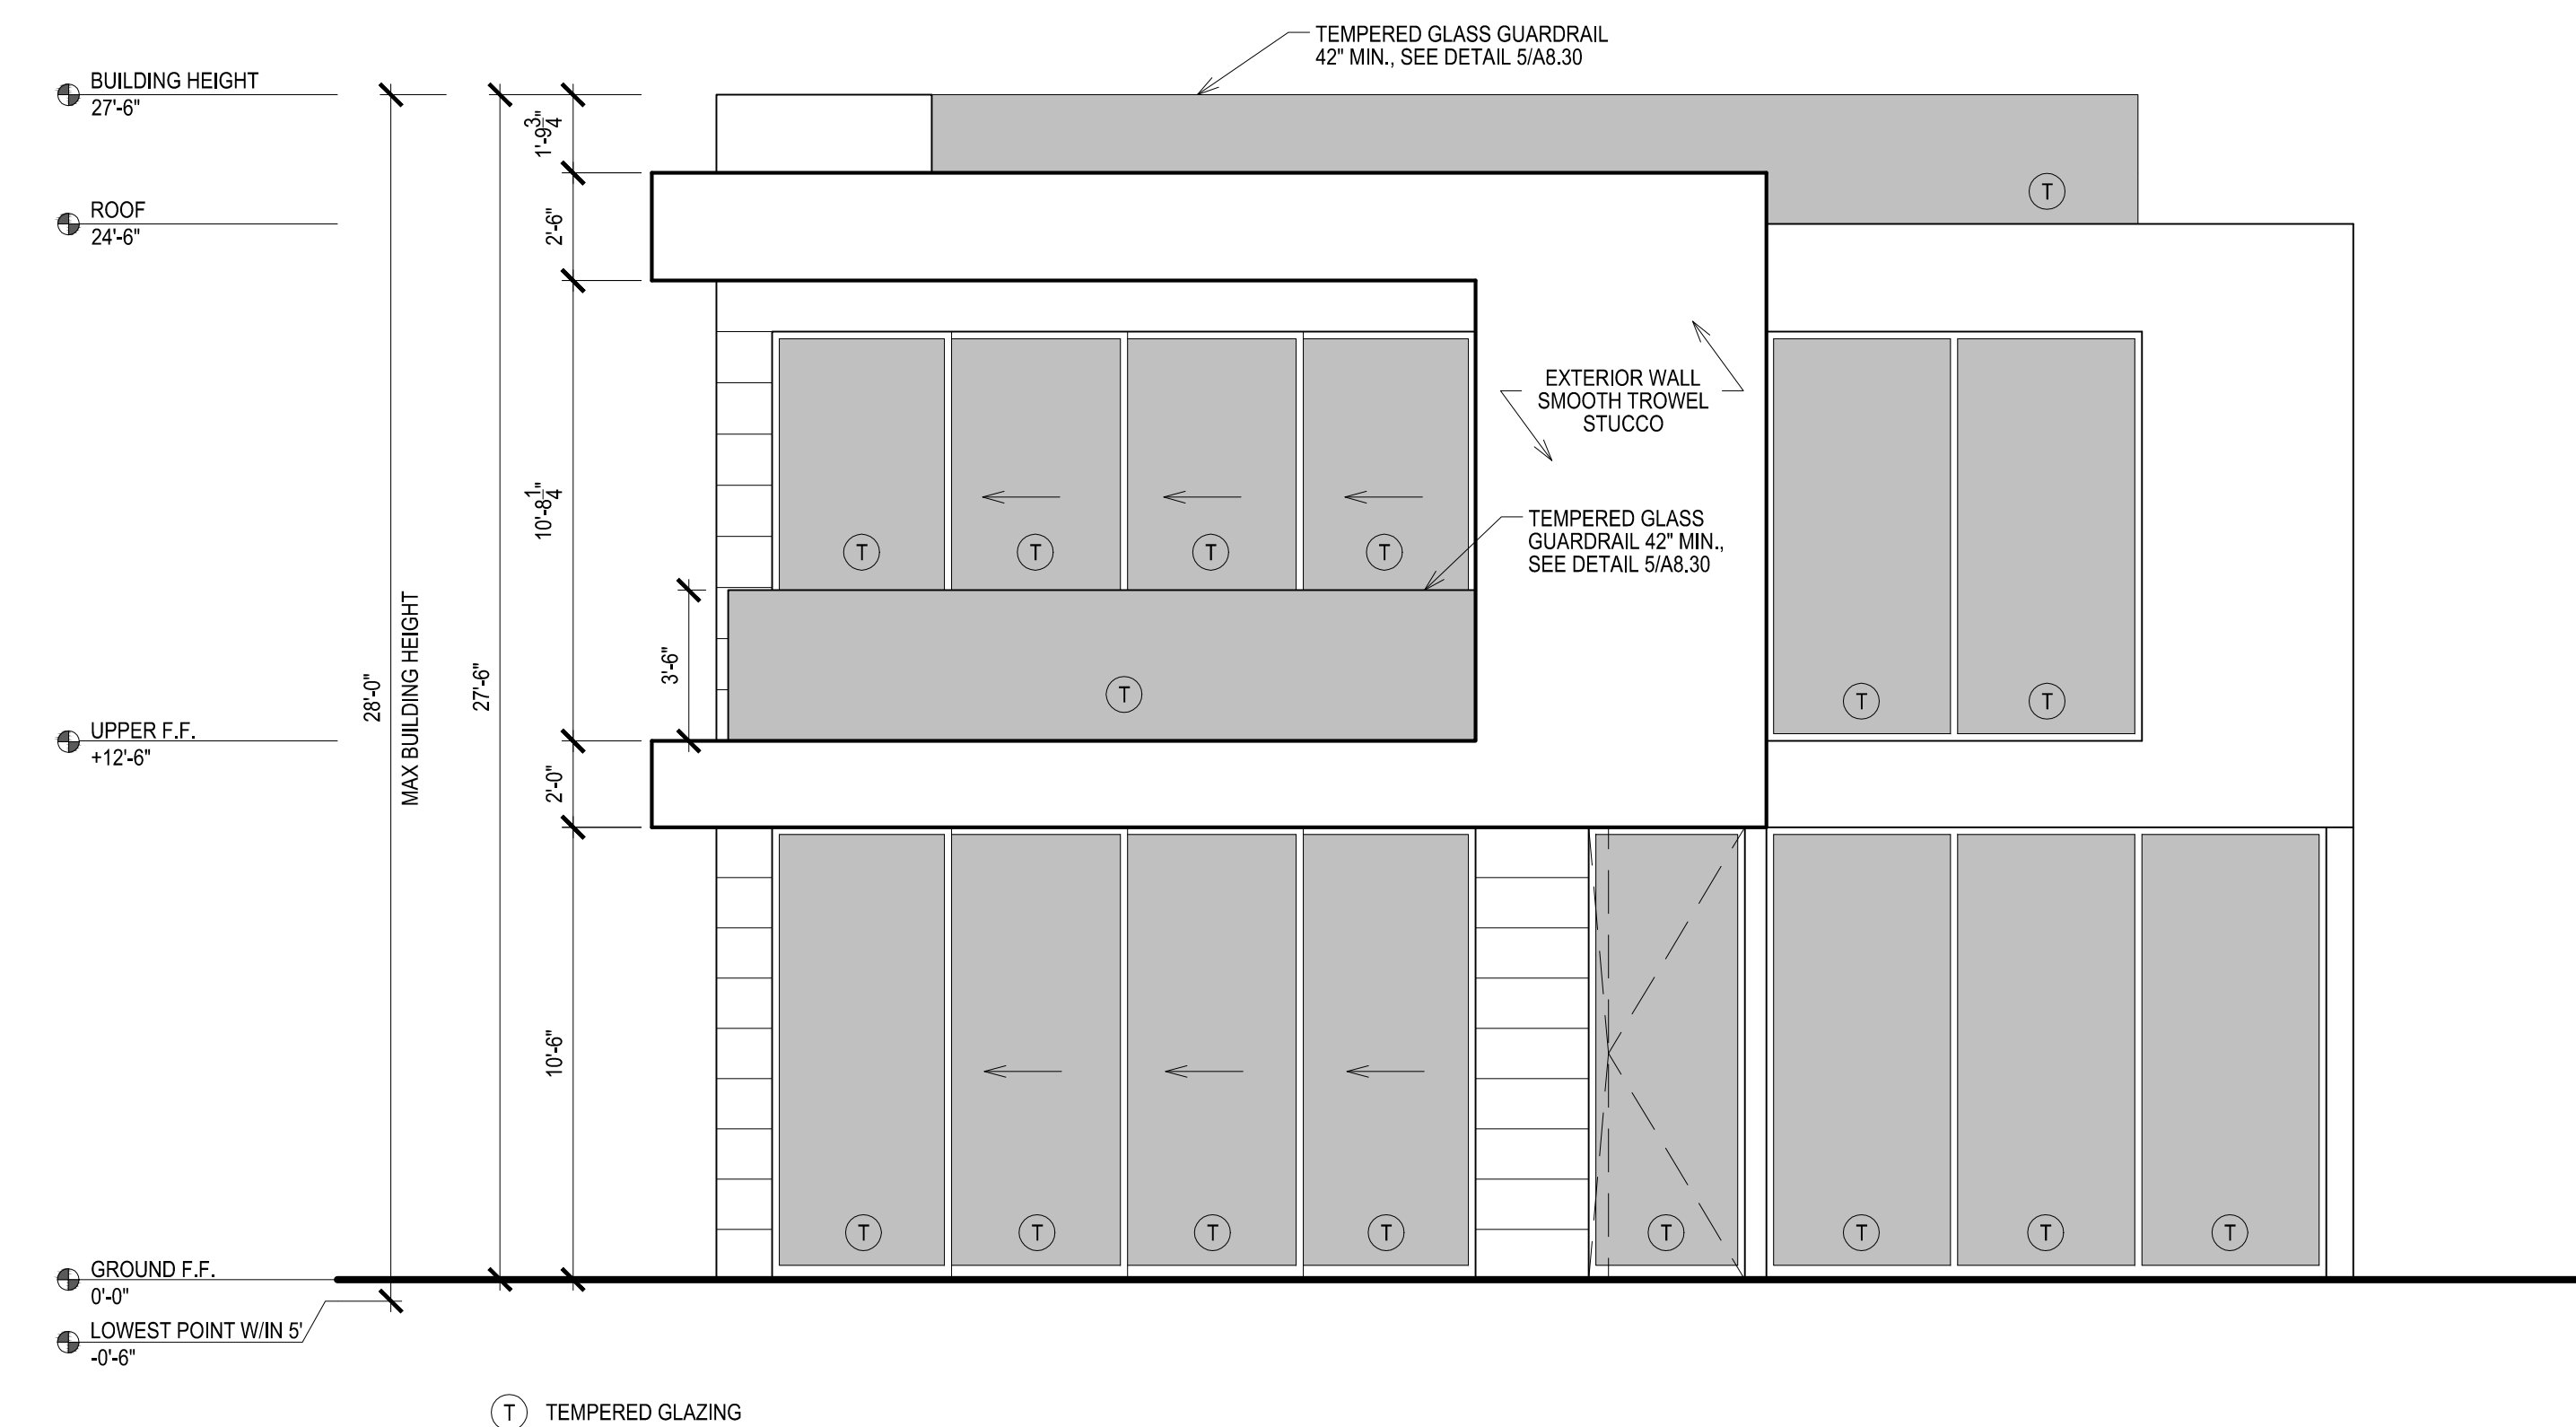 TEMPERED GLASS GUARDRAIL
42" MIN., SEE DETAIL 5/A8.30
BUILDING HEIGHT
27'-6"
ROOF
24'-6"
UPPER F.F.
+12'-6"
GROUND F.F.
0'-0"
LOWEST POINT W/IN 5'
-0'-6"
28'-0"
MAX BUILDING HEIGHT
27'-6"
1'-9 3/4"
2'-6"
10'-8 1/4"
2'-0"
10'-6"
3'-6"
T
EXTERIOR WALL
SMOOTH TROWEL
STUCCO
TEMPERED GLASS
GUARDRAIL 42" MIN.,
SEE DETAIL 5/A8.30
T T T T
T
T T
T T T T T T T T
T TEMPERED GLAZING